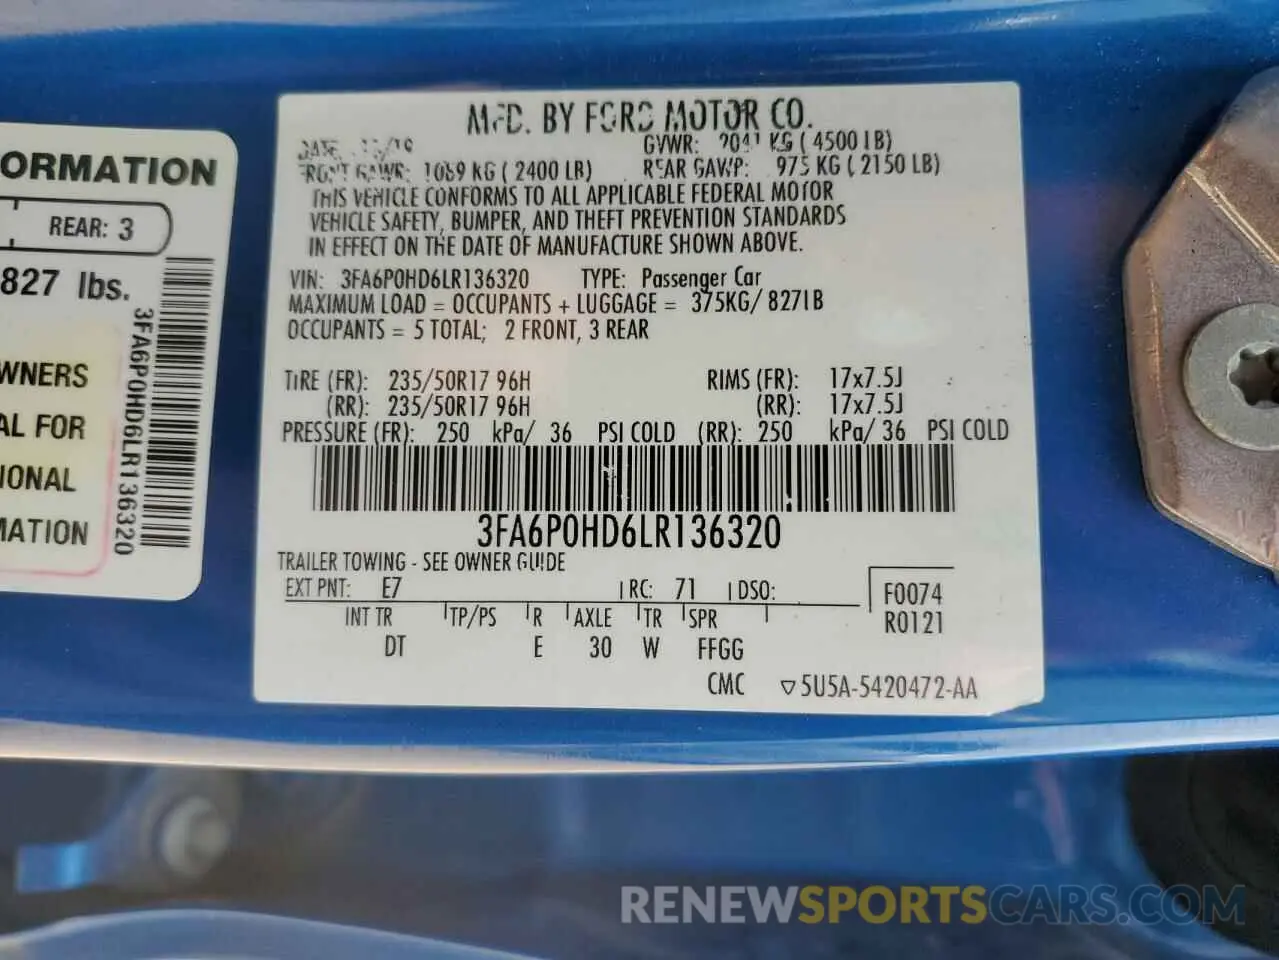 ORMATION
REAR: 3
827 lbs.
WNERS
AL FOR
IONAL
MATION
3FA6P0HD6LR136320
MFD. BY FORD MOTOR CO.
DATE: /19 GVWR: 2041 KG ( 4500 LB)
FRONT GAWR: 1089 KG ( 2400 LB) REAR GAWR: 975 KG ( 2150 LB)
THIS VEHICLE CONFORMS TO ALL APPLICABLE FEDERAL MOTOR
VEHICLE SAFETY, BUMPER, AND THEFT PREVENTION STANDARDS
IN EFFECT ON THE DATE OF MANUFACTURE SHOWN ABOVE.
VIN: 3FA6P0HD6LR136320 TYPE: Passenger Car
MAXIMUM LOAD = OCCUPANTS + LUGGAGE = 375KG/ 827LB
OCCUPANTS = 5 TOTAL; 2 FRONT, 3 REAR
TIRE (FR): 235/50R17 96H RIMS (FR): 17x7.5J
(RR): 235/50R17 96H (RR): 17x7.5J
PRESSURE (FR): 250 kPa/ 36 PSI COLD (RR): 250 kPa/ 36 PSI COLD
3FA6P0HD6LR136320
TRAILER TOWING - SEE OWNER GUIDE
EXT PNT: E7 RC: 71 DSO: F0074
INT TR TP/PS R AXLE TR SPR R0121
DT E 30 W FFGG
CMC ▽5U5A-5420472-AA
RENEWSPORTSCARS.COM